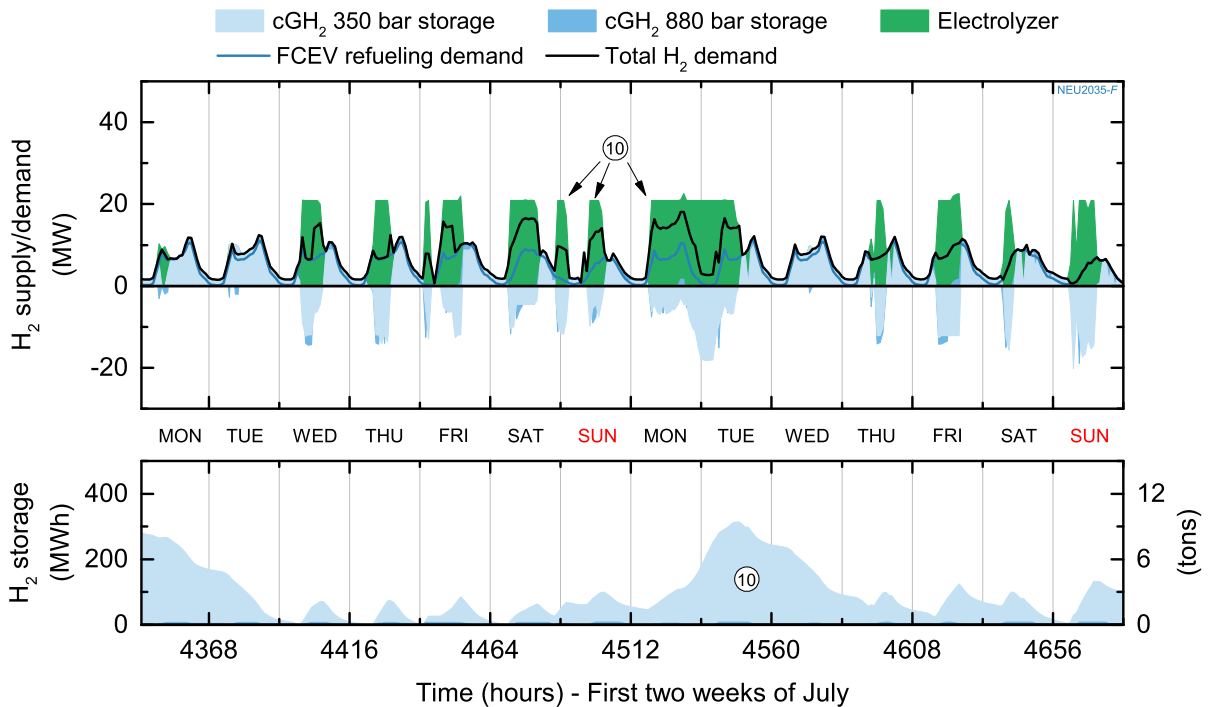 cGH2 350 bar storage cGH2 880 bar storage Electrolyzer
FCEV refueling demand Total H2 demand
NEU2035-F
H2 supply/demand
(MW)
40
20
0
-20
10
MON TUE WED THU FRI SAT SUN MON TUE WED THU FRI SAT SUN
H2 storage
(MWh)
400
200
0
10
12
6
0
(tons)
4368 4416 4464 4512 4560 4608 4656
Time (hours) - First two weeks of July